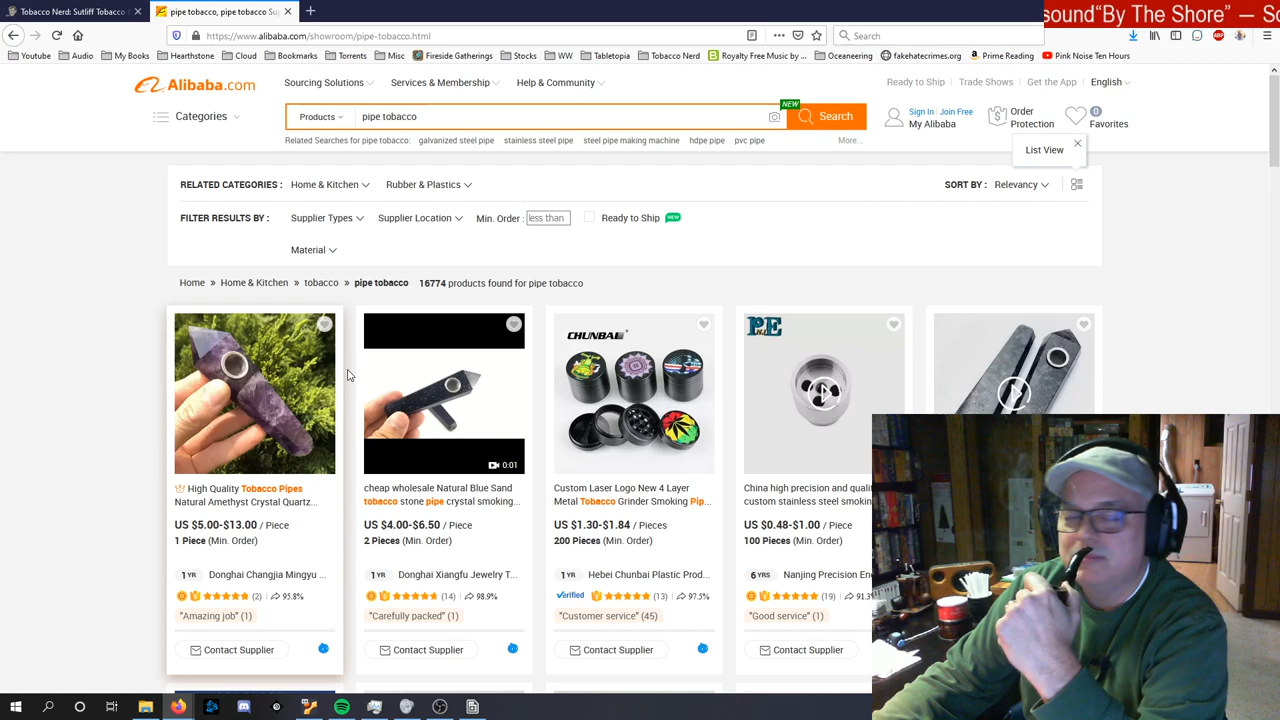 Tobacco Nerd: Sutliff Tobacco C
pipe tobacco, pipe tobacco Su
sound“By The Shore” — So
https://www.alibaba.com/showroom/pipe-tobacco.html
Search
Youtube
Audio
My Books
Hearthstone
Cloud
Bookmarks
Torrents
Misc
Fireside Gatherings
Stocks
WW
Tabletopia
Tobacco Nerd
Royalty Free Music by ...
Oceaneering
fakehatecrimes.org
Prime Reading
Pink Noise Ten Hours
Alibaba.com
Sourcing Solutions
Services & Membership
Help & Community
Ready to Ship
Trade Shows
Get the App
English
Categories
Products
pipe tobacco
NEW
Search
Sign In
Join Free
My Alibaba
Order
Protection
0
Favorites
Related Searches for pipe tobacco:
galvanized steel pipe
stainless steel pipe
steel pipe making machine
hdpe pipe
pvc pipe
More...
List View
RELATED CATEGORIES :
Home & Kitchen
Rubber & Plastics
SORT BY :
Relevancy
FILTER RESULTS BY :
Supplier Types
Supplier Location
Min. Order :
less than
Ready to Ship
NEW
Material
Home » Home & Kitchen » tobacco » pipe tobacco
16774 products found for pipe tobacco
CHUNBAI®
PE
0:01
High Quality Tobacco Pipes
Natural Amethyst Crystal Quartz...
US $5.00-$13.00 / Piece
1 Piece (Min. Order)
1YR Donghai Changjia Mingyu ...
(2)
95.8%
"Amazing job" (1)
Contact Supplier
cheap wholesale Natural Blue Sand
tobacco stone pipe crystal smoking...
US $4.00-$6.50 / Piece
2 Pieces (Min. Order)
1YR Donghai Xiangfu Jewelry T...
(14)
98.9%
"Carefully packed" (1)
Contact Supplier
Custom Laser Logo New 4 Layer
Metal Tobacco Grinder Smoking Pip...
US $1.30-$1.84 / Pieces
200 Pieces (Min. Order)
1YR Hebei Chunbai Plastic Prod...
Verified
(13)
97.5%
"Customer service" (45)
Contact Supplier
China high precision and quali
custom stainless steel smokin
US $0.48-$1.00 / Piece
100 Pieces (Min. Order)
6YRS Nanjing Precision En
(19)
91.3
"Good service" (1)
Contact Supplier